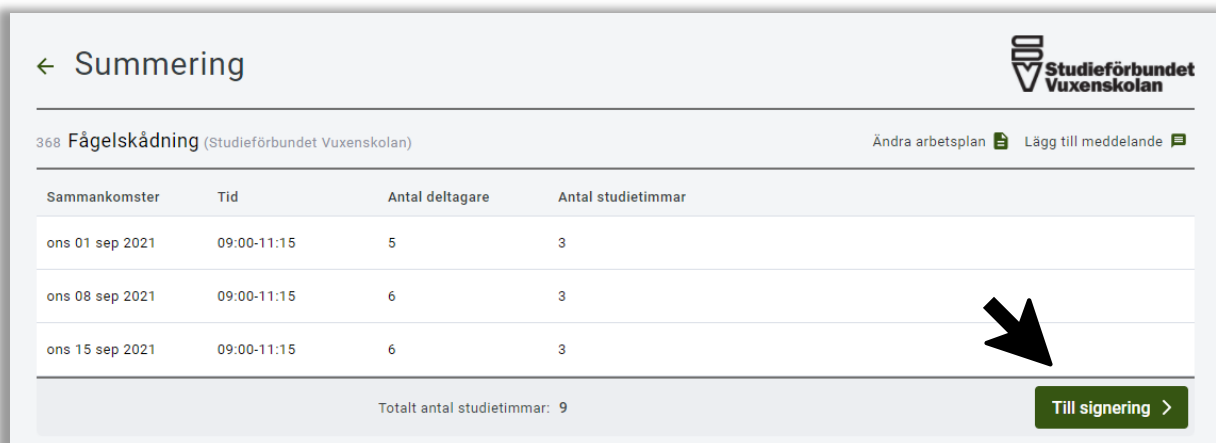 ← Summering
Studieförbundet
Vuxenskolan
368 Fågelskådning (Studieförbundet Vuxenskolan) Ändra arbetsplan Lägg till meddelande
Sammankomster Tid Antal deltagare Antal studietimmar
ons 01 sep 2021 09:00-11:15 5 3
ons 08 sep 2021 09:00-11:15 6 3
ons 15 sep 2021 09:00-11:15 6 3
Totalt antal studietimmar: 9 Till signering >